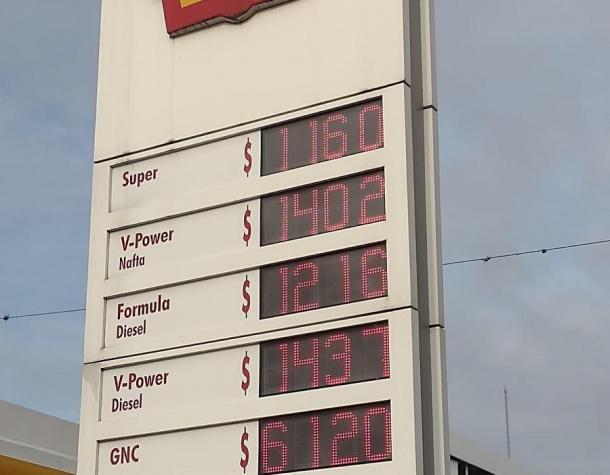 Super $ 1160
V-Power $ 1402
Nafta
Formula $ 1216
Diesel
V-Power $ 1437
Diesel
GNC $ 6120